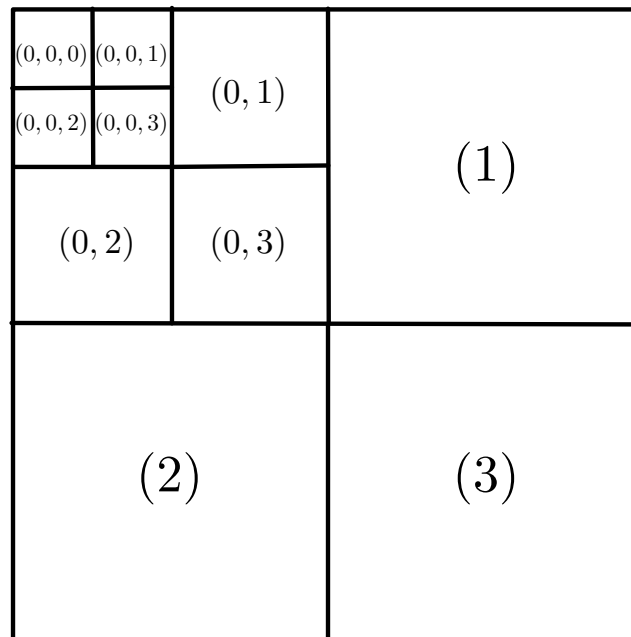 (0, 0, 0) (0, 0, 1)
(0, 1)
(0, 0, 2) (0, 0, 3)
(1)
(0, 2) (0, 3)
(2) (3)